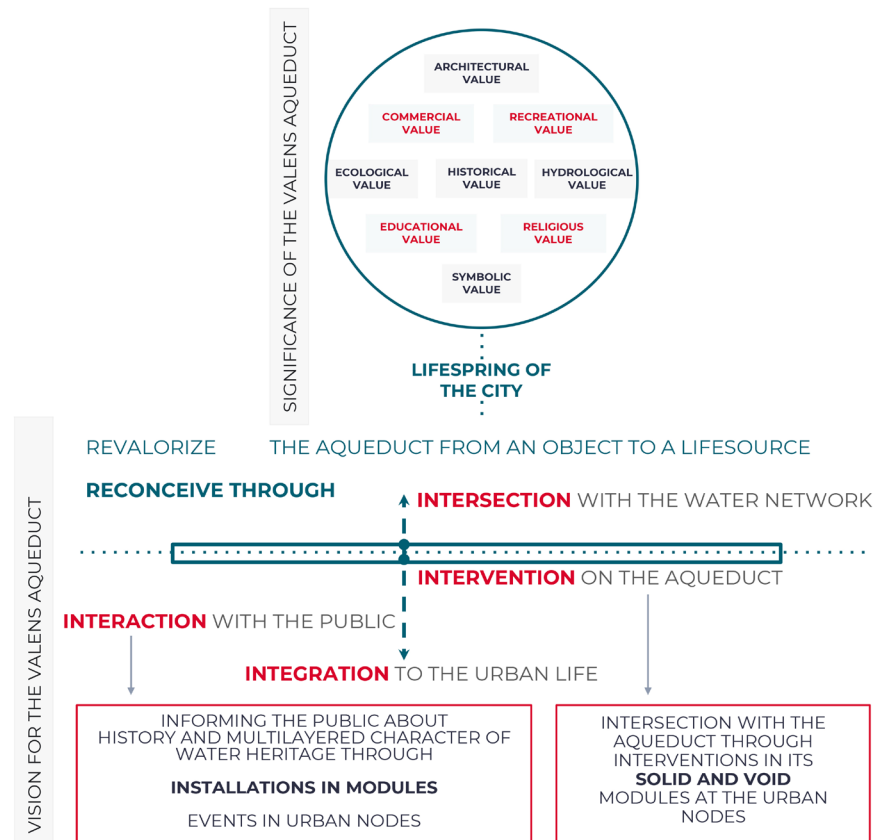 SIGNIFICANCE OF THE VALENS AQUEDUCT
ARCHITECTURAL
VALUE
COMMERCIAL
VALUE
RECREATIONAL
VALUE
ECOLOGICAL
VALUE
HISTORICAL
VALUE
HYDROLOGICAL
VALUE
EDUCATIONAL
VALUE
RELIGIOUS
VALUE
SYMBOLIC
VALUE
LIFESPRING OF
THE CITY
VISION FOR THE VALENS AQUEDUCT
REVALORIZE THE AQUEDUCT FROM AN OBJECT TO A LIFESOURCE
RECONCEIVE THROUGH
INTERSECTION WITH THE WATER NETWORK
INTERVENTION ON THE AQUEDUCT
INTERACTION WITH THE PUBLIC
INTEGRATION TO THE URBAN LIFE
INFORMING THE PUBLIC ABOUT
HISTORY AND MULTILAYERED CHARACTER OF
WATER HERITAGE THROUGH
INSTALLATIONS IN MODULES
EVENTS IN URBAN NODES
INTERSECTION WITH THE
AQUEDUCT THROUGH
INTERVENTIONS IN ITS
SOLID AND VOID
MODULES AT THE URBAN
NODES